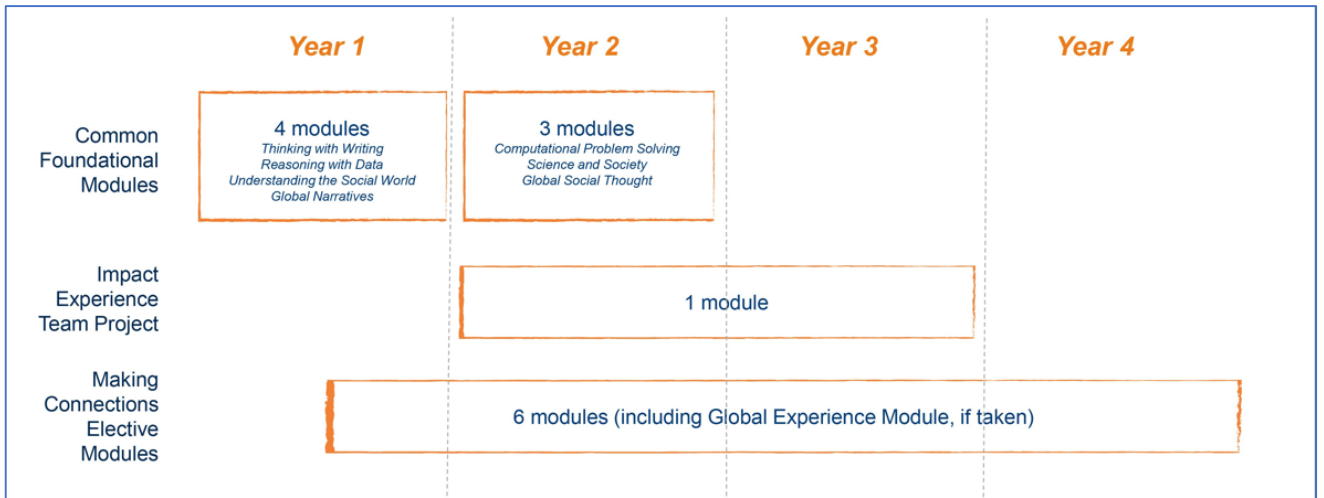 Year 1
Year 2
Year 3
Year 4
Common
Foundational
Modules
4 modules
Thinking with Writing
Reasoning with Data
Understanding the Social World
Global Narratives
3 modules
Computational Problem Solving
Science and Society
Global Social Thought
Impact
Experience
Team Project
1 module
Making
Connections
Elective
Modules
6 modules (including Global Experience Module, if taken)